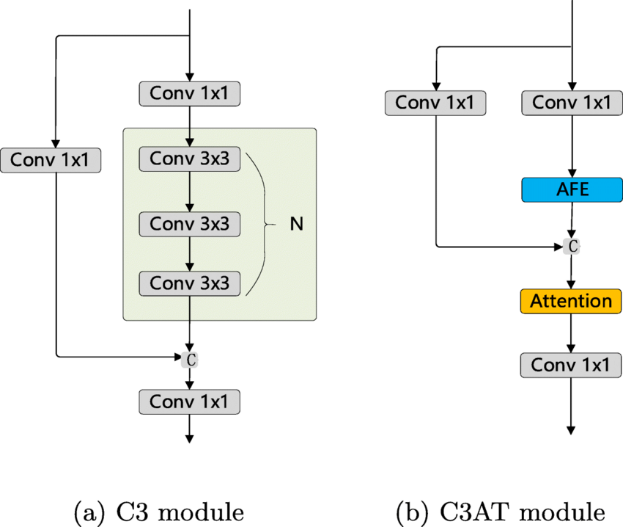 Conv 1x1
Conv 1x1
Conv 3x3
Conv 3x3
N
Conv 3x3
C
Conv 1x1
(a) C3 module
Conv 1x1
Conv 1x1
AFE
C
Attention
Conv 1x1
(b) C3AT module